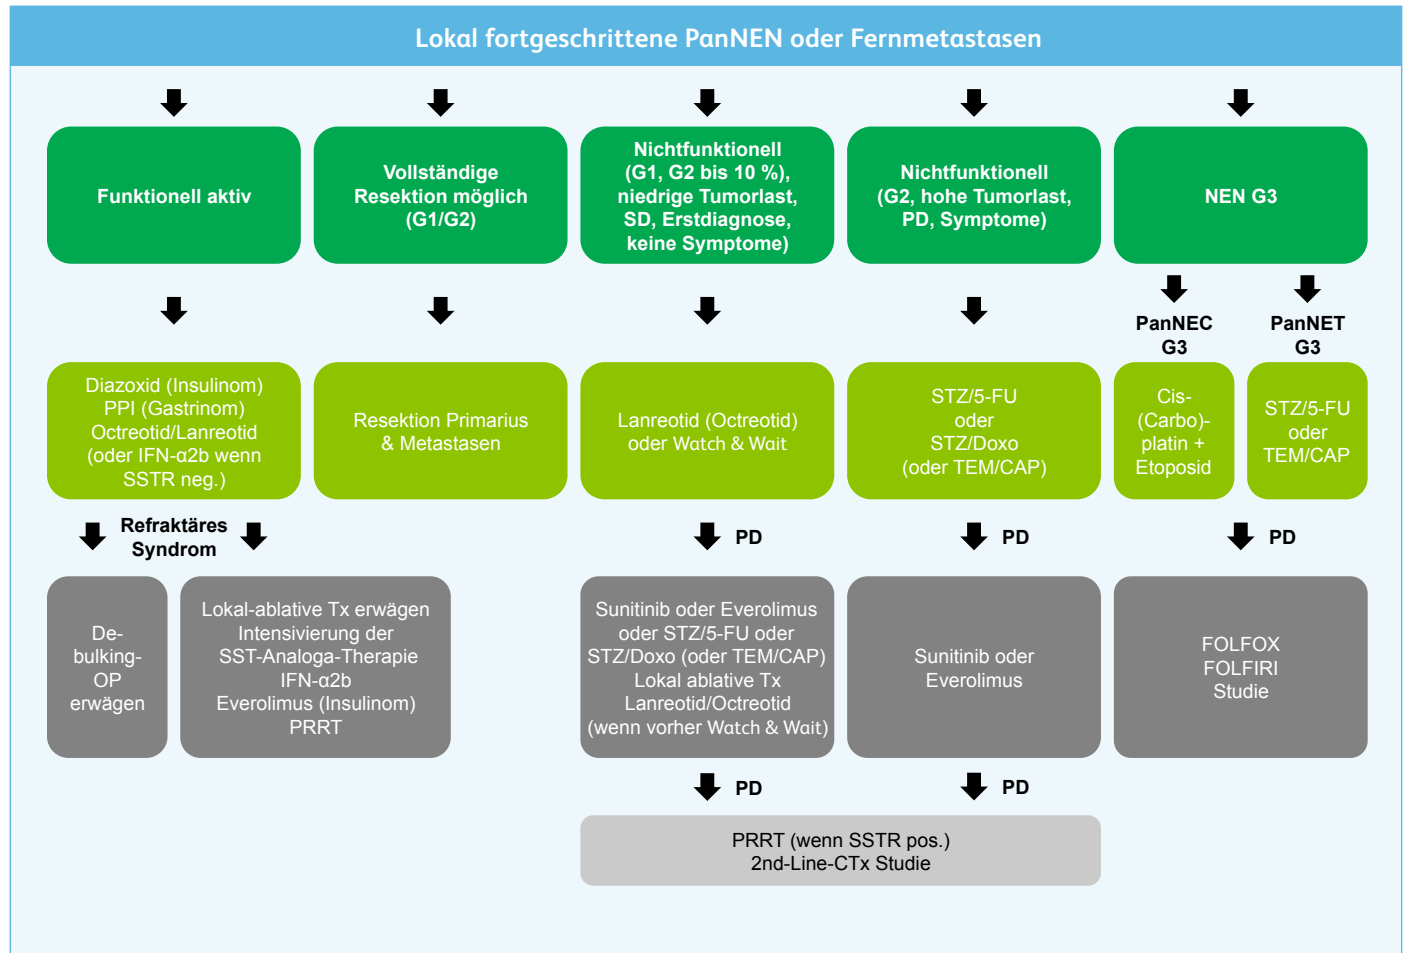 Lokal fortgeschrittene PanNEN oder Fernmetastasen
Funktionell aktiv
Vollständige
Resektion möglich
(G1/G2)
Nichtfunktionell
(G1, G2 bis 10 %),
niedrige Tumorlast,
SD, Erstdiagnose,
keine Symptome)
Nichtfunktionell
(G2, hohe Tumorlast,
PD, Symptome)
NEN G3
PanNEC
G3
PanNET
G3
Diazoxid (Insulinom)
PPI (Gastrinom)
Octreotid/Lanreotid
(oder IFN-α2b wenn
SSTR neg.)
Resektion Primarius
& Metastasen
Lanreotid (Octreotid)
oder Watch & Wait
STZ/5-FU
oder
STZ/Doxo
(oder TEM/CAP)
Cis-
(Carbo)-
platin +
Etoposid
STZ/5-FU
oder
TEM/CAP
Refraktäres
Syndrom
PD
PD
PD
De-
bulking-
OP
erwägen
Lokal-ablative Tx erwägen
Intensivierung der
SST-Analoga-Therapie
IFN-α2b
Everolimus (Insulinom)
PRRT
Sunitinib oder Everolimus
oder STZ/5-FU oder
STZ/Doxo (oder TEM/CAP)
Lokal ablative Tx
Lanreotid/Octreotid
(wenn vorher Watch & Wait)
Sunitinib oder
Everolimus
FOLFOX
FOLFIRI
Studie
PD
PD
PRRT (wenn SSTR pos.)
2nd-Line-CTx Studie